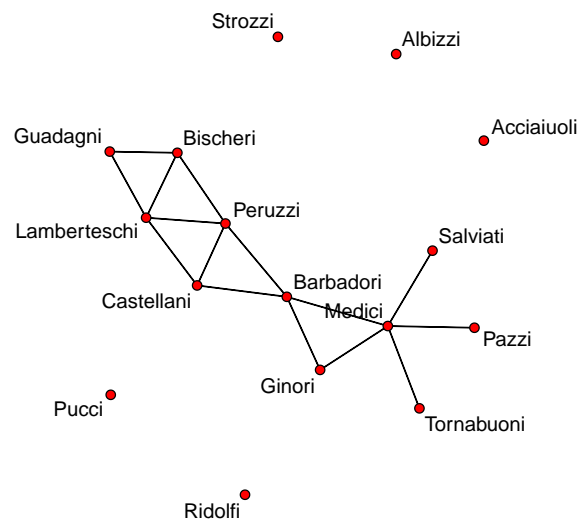 Strozzi
Albizzi
Acciaiuoli
Guadagni
Bischeri
Peruzzi
Lamberteschi
Salviati
Castellani
Barbadori
Medici
Pazzi
Ginori
Pucci
Tornabuoni
Ridolfi